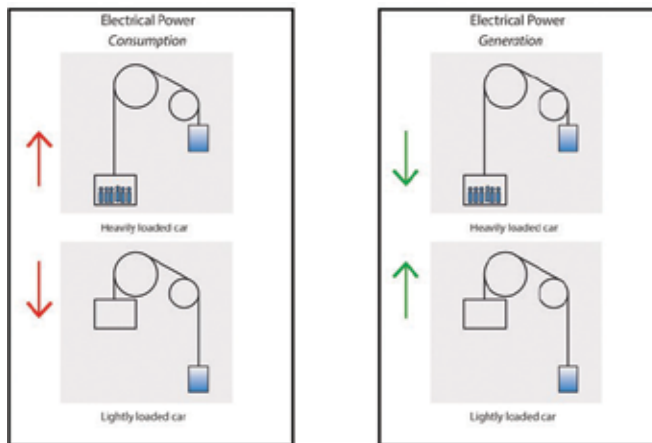 Electrical Power
Consumption
Heavily loaded car
Lightly loaded car
Electrical Power
Generation
Heavily loaded car
Lightly loaded car